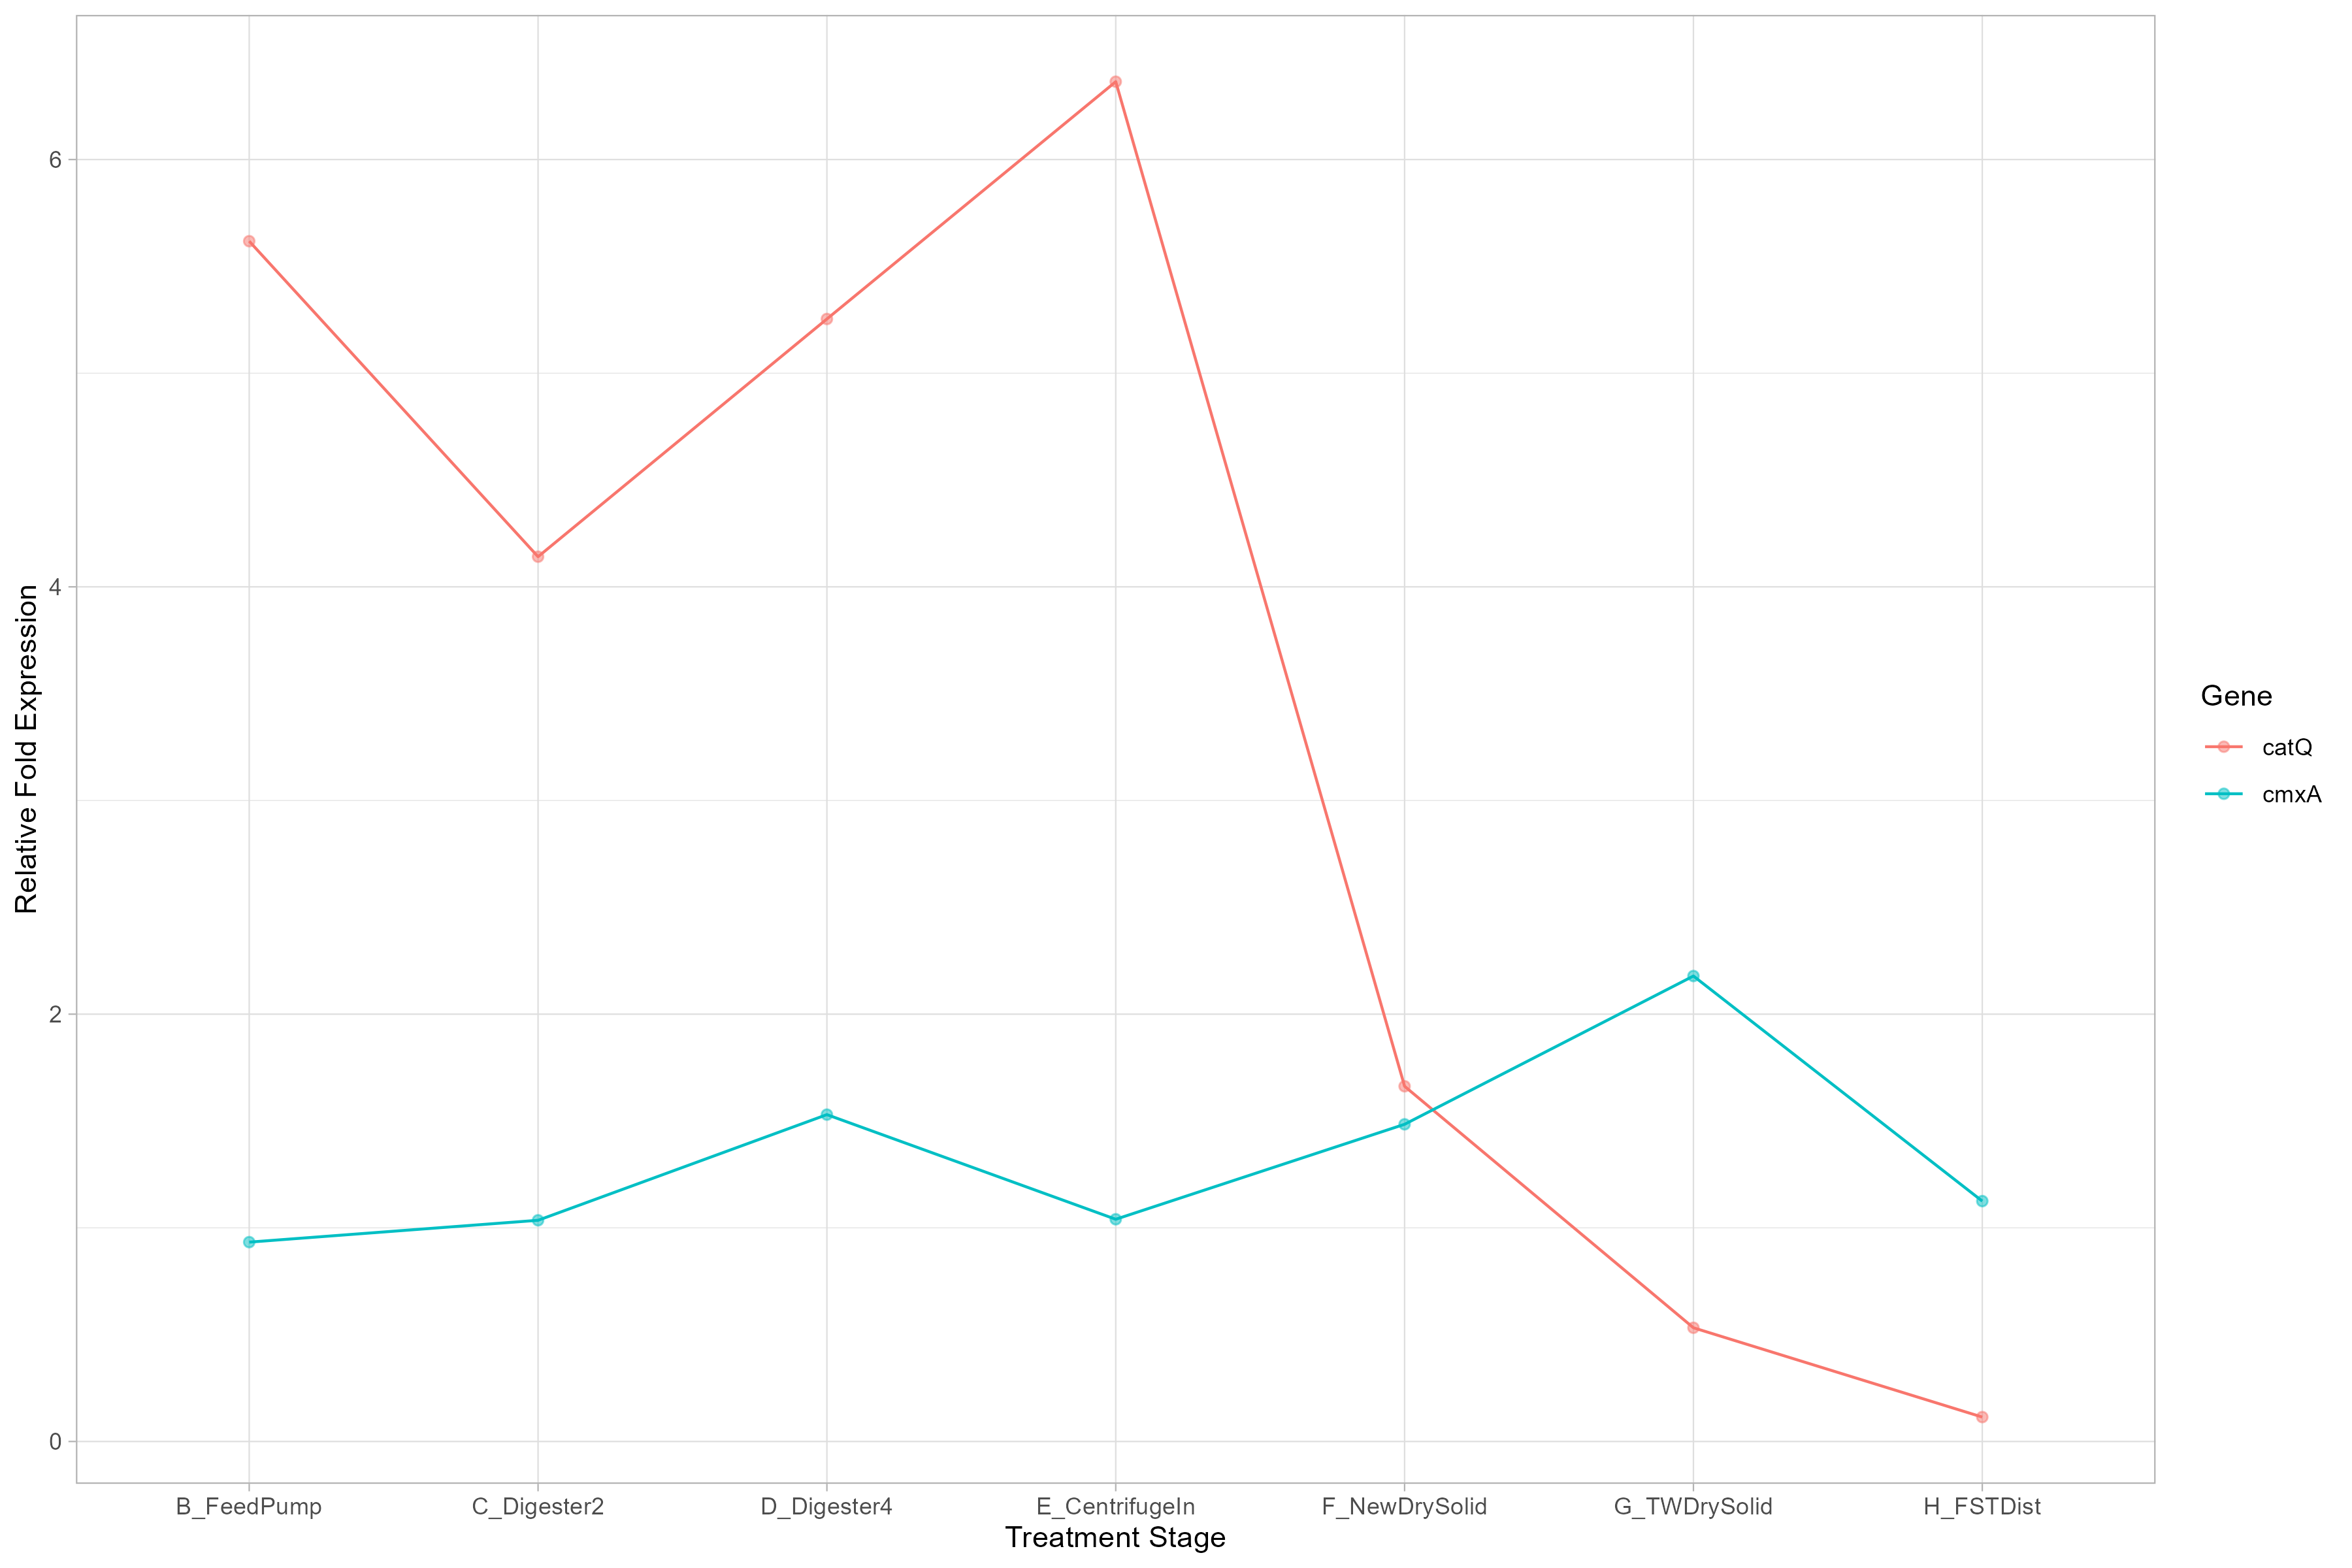 Relative Fold Expression
6
4
2
0
B_FeedPump C_Digester2 D_Digester4 E_CentrifugeIn F_NewDrySolid G_TWDrySolid H_FSTDist
Treatment Stage
Gene
catQ
cmxA